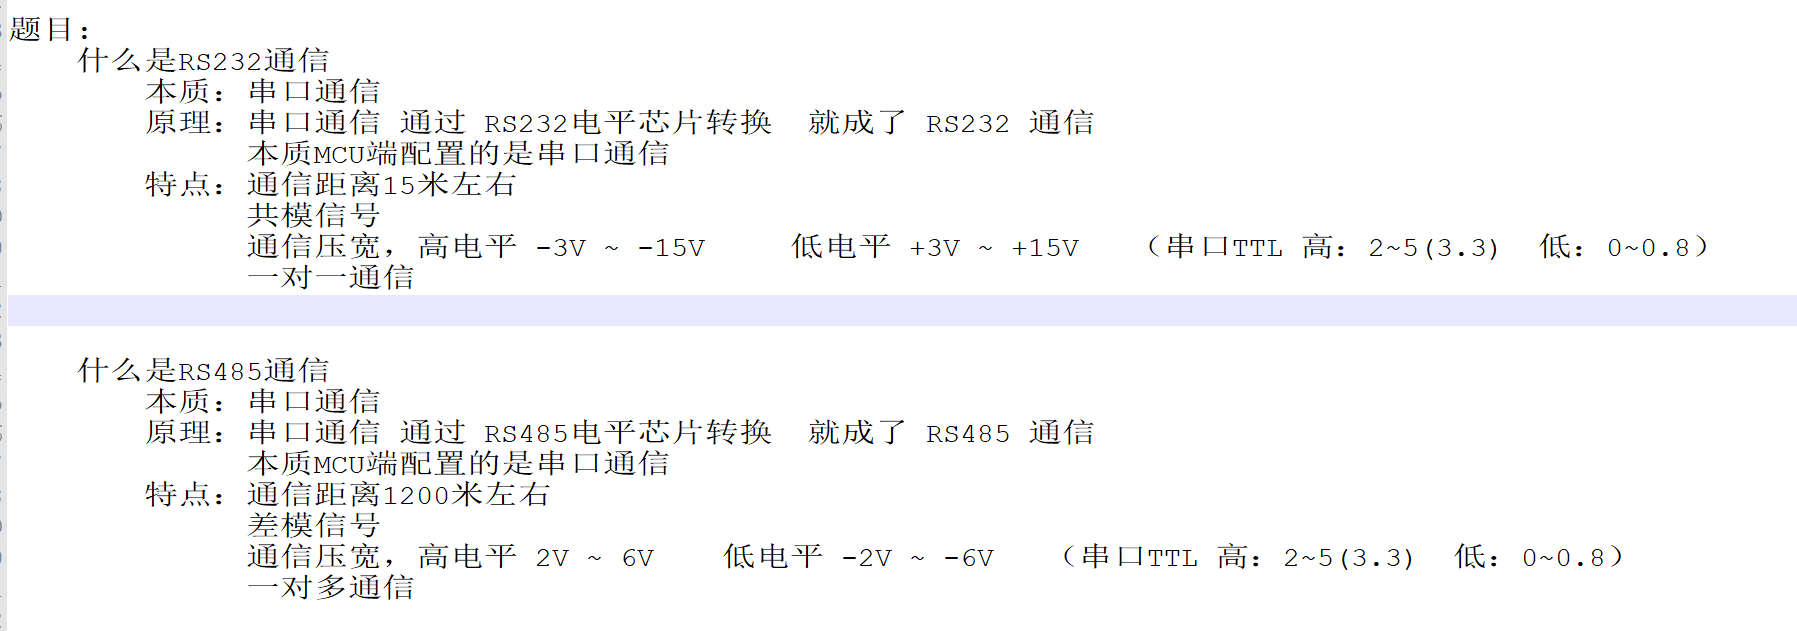 题目：
什么是RS232通信
本质：串口通信
原理：串口通信 通过 RS232电平芯片转换 就成了 RS232 通信
本质MCU端配置的是串口通信
特点：通信距离15米左右
共模信号
通信压宽，高电平 -3V ~ -15V 低电平 +3V ~ +15V （串口TTL 高：2~5(3.3) 低：0~0.8）
一对一通信
什么是RS485通信
本质：串口通信
原理：串口通信 通过 RS485电平芯片转换 就成了 RS485 通信
本质MCU端配置的是串口通信
特点：通信距离1200米左右
差模信号
通信压宽，高电平 2V ~ 6V 低电平 -2V ~ -6V （串口TTL 高：2~5(3.3) 低：0~0.8）
一对多通信